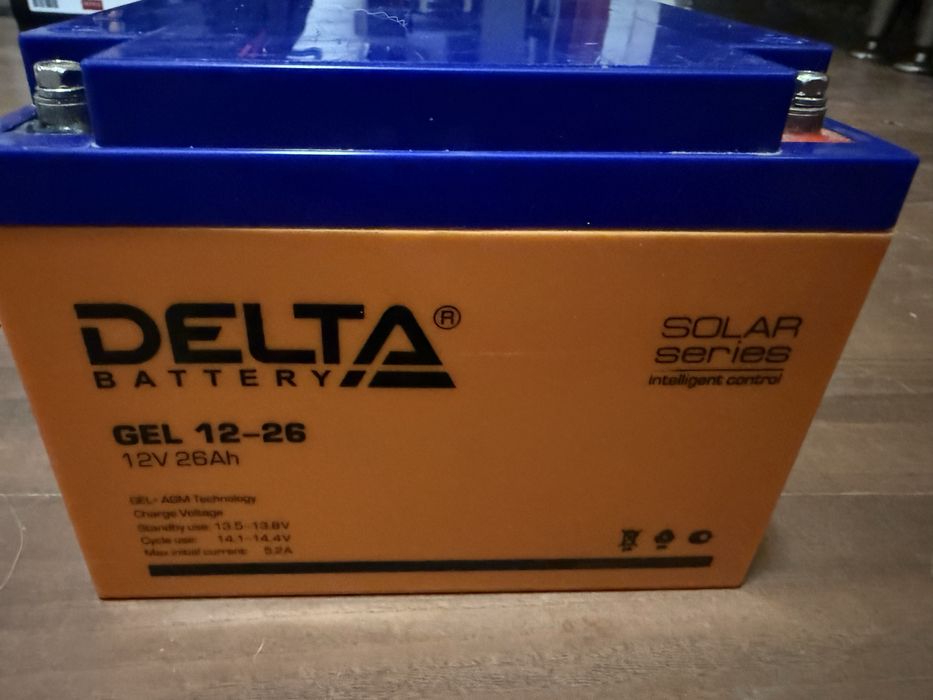 DELTA®
BATTERY
SOLAR
series
intelligent control
GEL 12-26
12V 26Ah
GEL- AGM Technology
Charge Voltage
Standby use: 13.5-13.8V
Cycle use: 14.1-14.4V
Max initial current: 5.2A